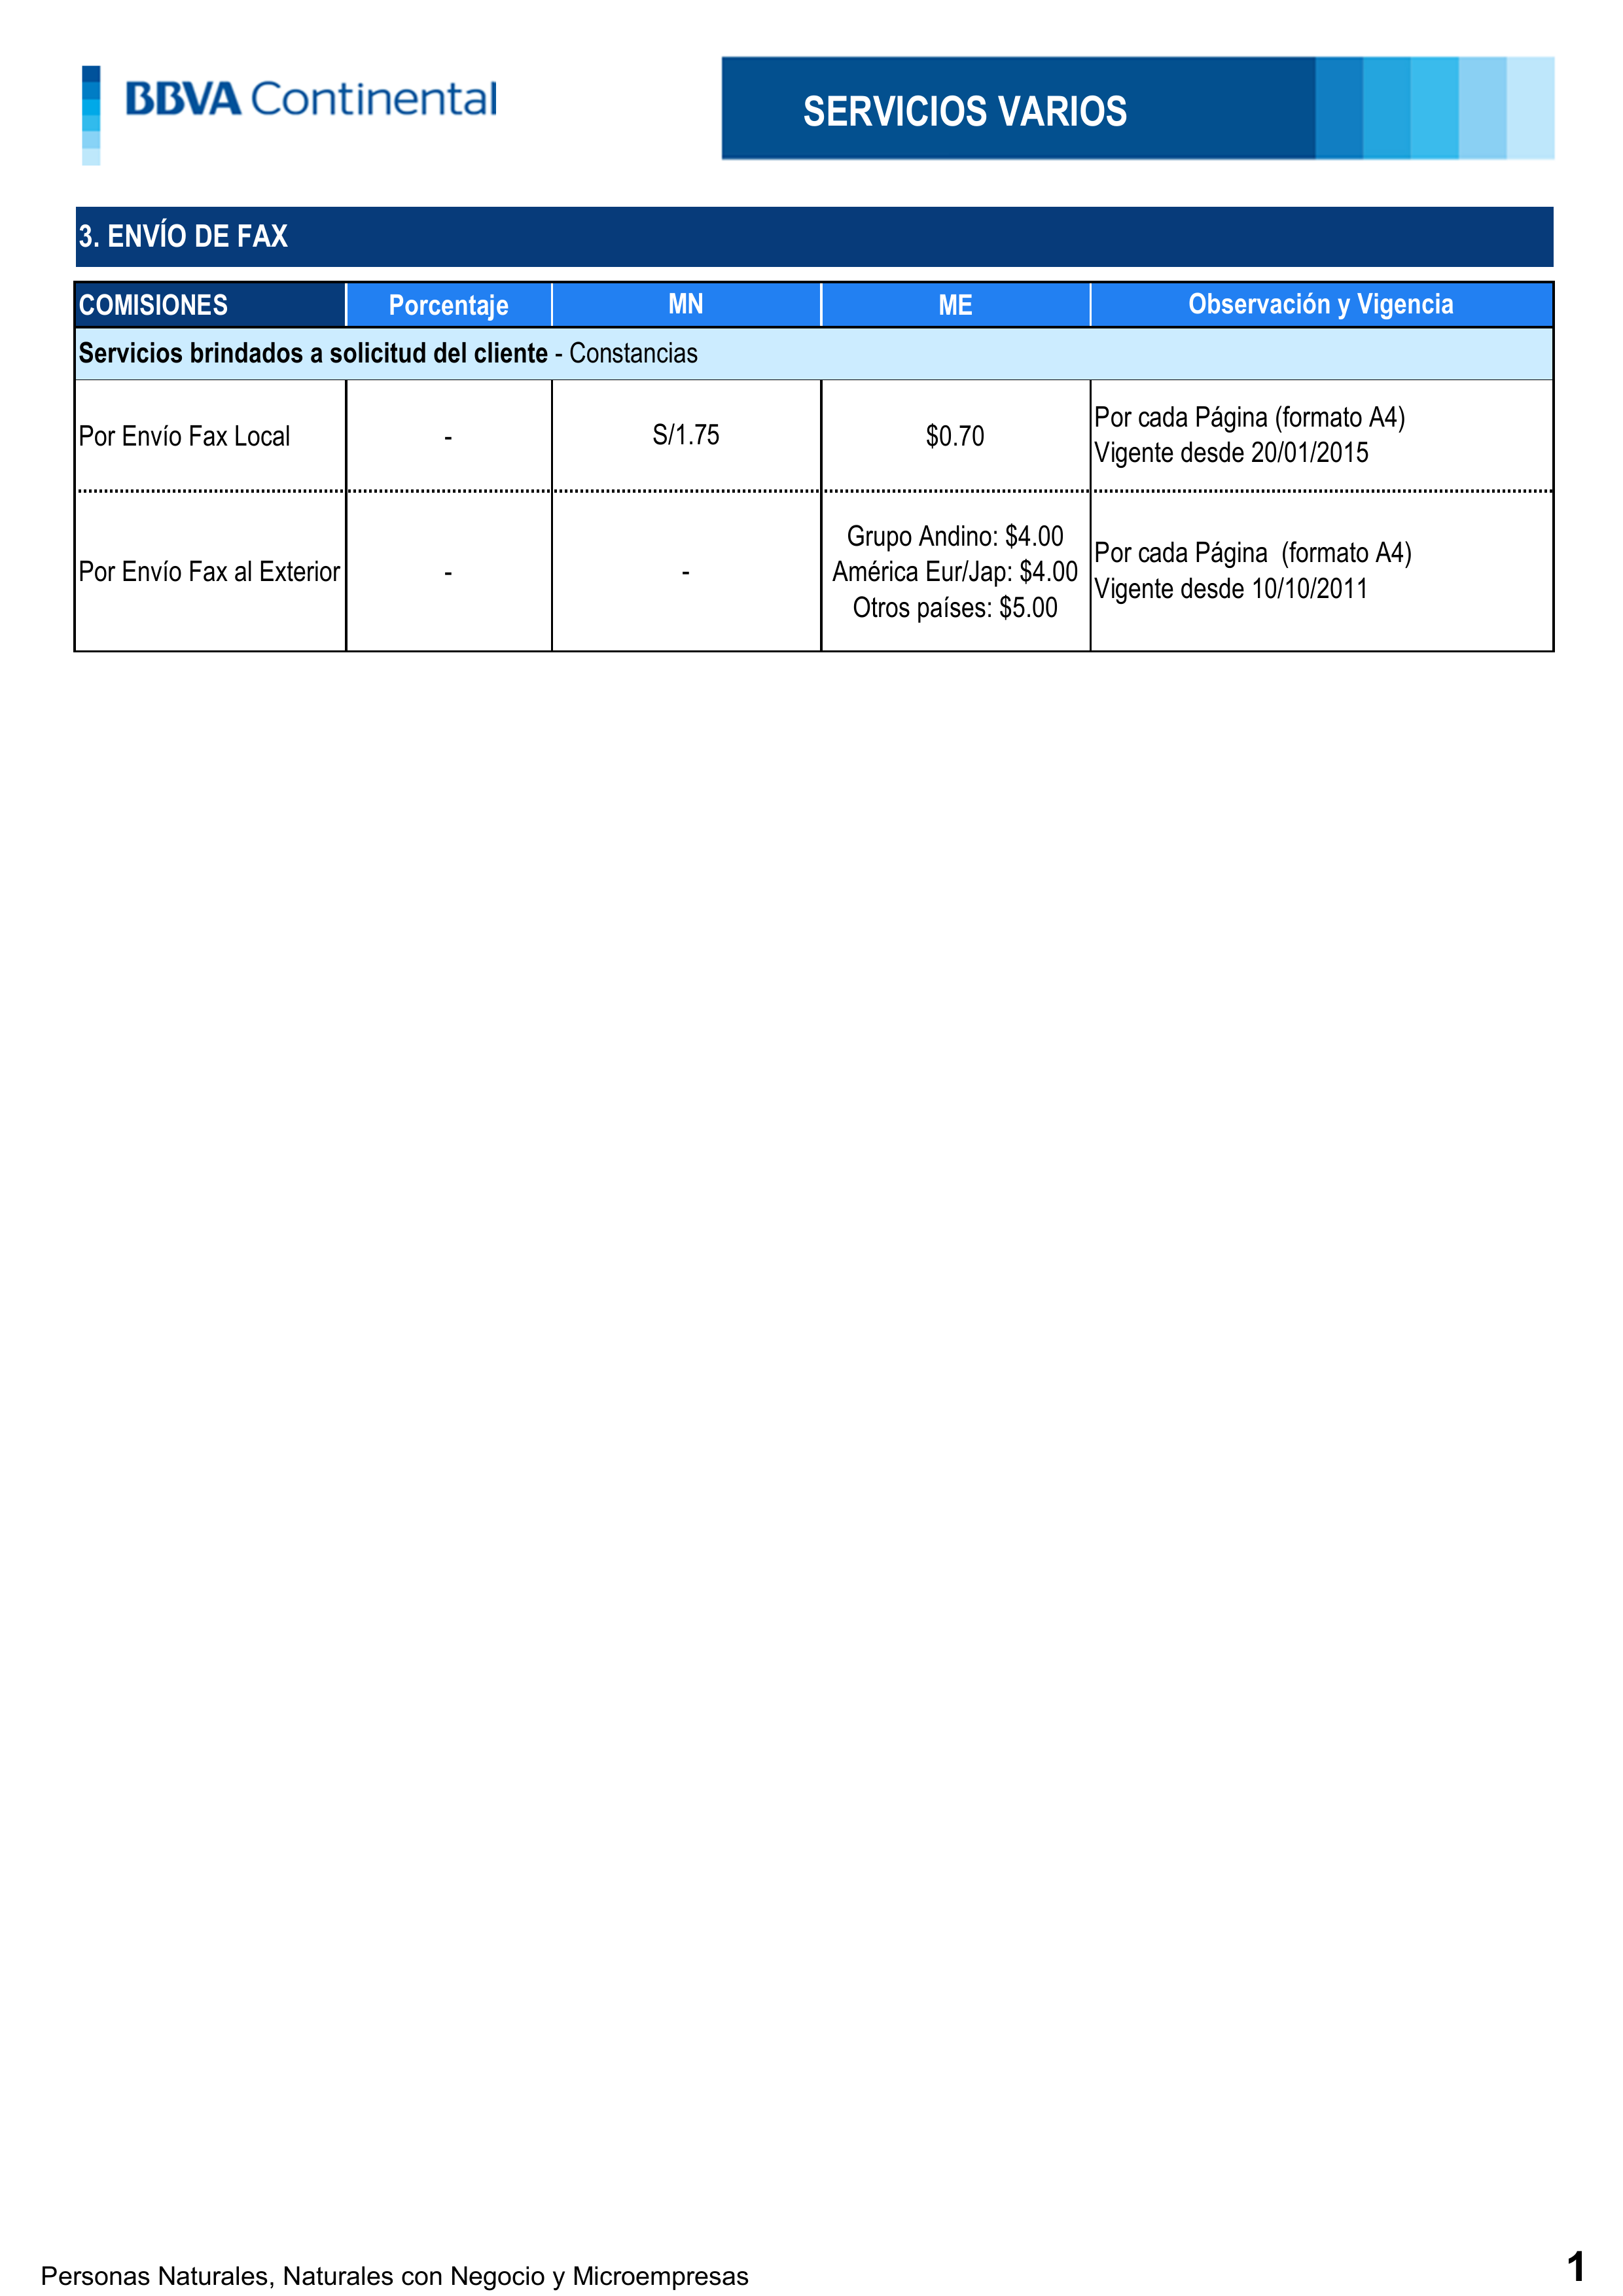 BBVA Continental
SERVICIOS VARIOS
3. ENVÍO DE FAX
COMISIONES Porcentaje MN ME Observación y Vigencia
Servicios brindados a solicitud del cliente - Constancias
Por Envío Fax Local - S/1.75 $0.70 Por cada Página (formato A4)
Vigente desde 20/01/2015
Por Envío Fax al Exterior - - Grupo Andino: $4.00
América Eur/Jap: $4.00
Otros países: $5.00
Por cada Página (formato A4)
Vigente desde 10/10/2011
Personas Naturales, Naturales con Negocio y Microempresas
1